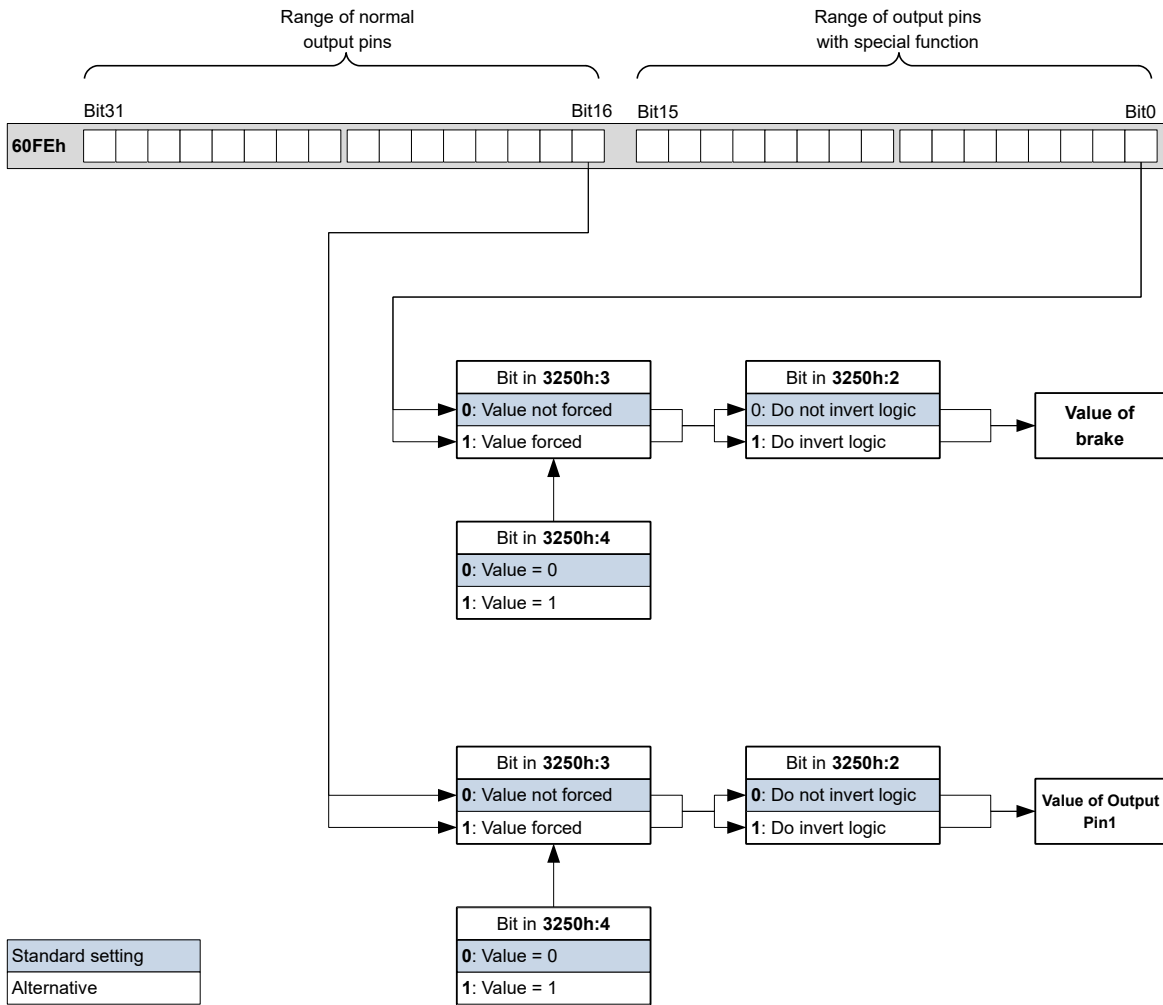 Range of normal
output pins
Range of output pins
with special function
Bit31
Bit16
Bit15
Bit0
60FEh
Bit in 3250h:3
0: Value not forced
1: Value forced
Bit in 3250h:2
0: Do not invert logic
1: Do invert logic
Value of
brake
Bit in 3250h:4
0: Value = 0
1: Value = 1
Bit in 3250h:3
0: Value not forced
1: Value forced
Bit in 3250h:2
0: Do not invert logic
1: Do invert logic
Value of Output
Pin1
Bit in 3250h:4
0: Value = 0
1: Value = 1
Standard setting
Alternative